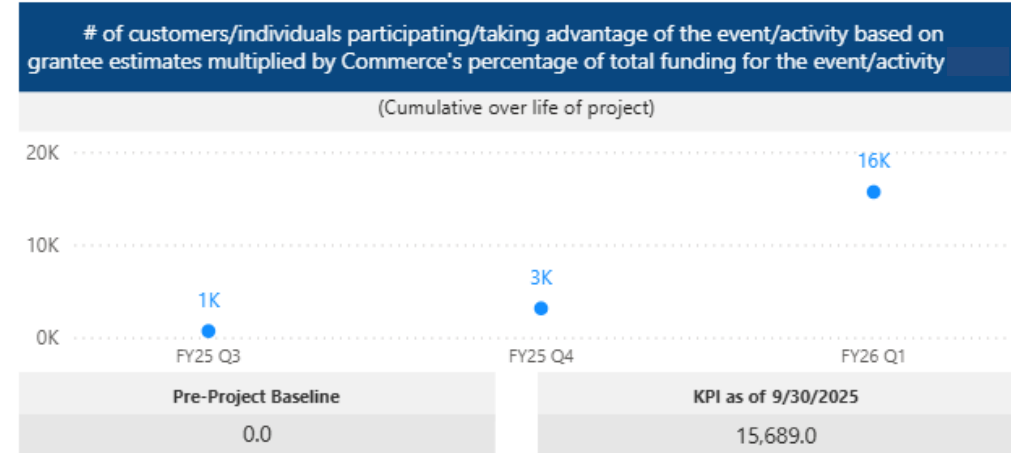 # of customers/individuals participating/taking advantage of the event/activity based on
grantee estimates multiplied by Commerce's percentage of total funding for the event/activity
(Cumulative over life of project)
20K
16K
10K
3K
1K
0K
FY25 Q3 FY25 Q4 FY26 Q1
Pre-Project Baseline KPI as of 9/30/2025
0.0 15,689.0